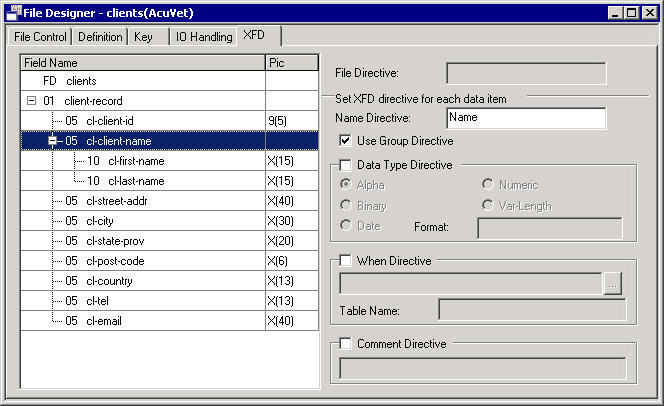 File Designer - clients(AcuVet)
File Control Definition Key IO Handling XFD
Field Name Pic
FD clients
01 client-record
05 cl-client-id 9(5)
05 cl-client-name
10 cl-first-name X(15)
10 cl-last-name X(15)
05 cl-street-addr X(40)
05 cl-city X(30)
05 cl-state-prov X(20)
05 cl-post-code X(6)
05 cl-country X(13)
05 cl-tel X(13)
05 cl-email X(40)
File Directive:
Set XFD directive for each data item
Name Directive: Name
Use Group Directive
Data Type Directive
Alpha Numeric
Binary Var-Length
Date Format:
When Directive
...
Table Name:
Comment Directive